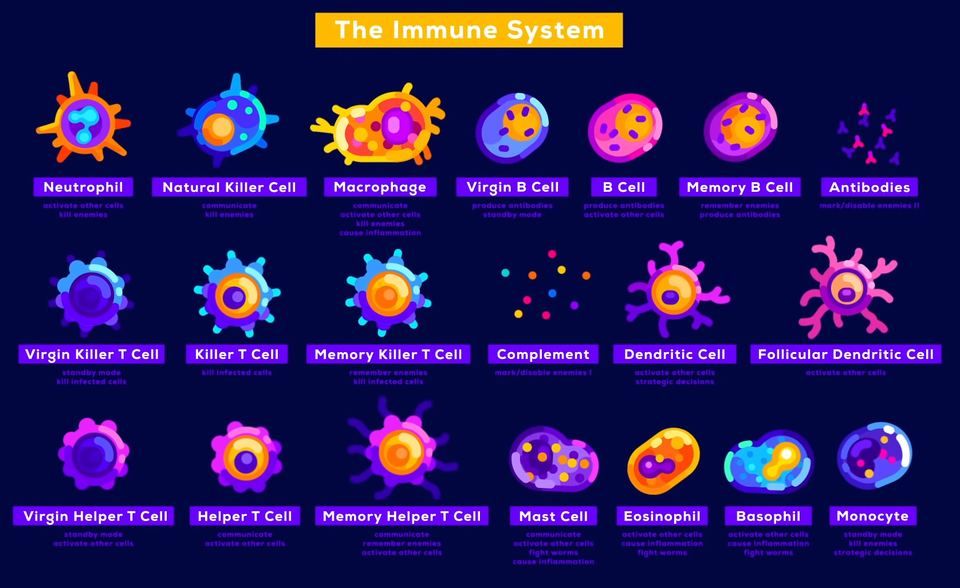 The Immune System
Neutrophil
activate other cells
kill enemies
Natural Killer Cell
communicate
kill enemies
Macrophage
communicate
activate other cells
kill enemies
cause inflammation
Virgin B Cell
produce antibodies
standby mode
B Cell
produce antibodies
activate other cells
Memory B Cell
remember enemies
produce antibodies
Antibodies
mark/disable enemies II
Virgin Killer T Cell
standby mode
kill infected cells
Killer T Cell
kill infected cells
Memory Killer T Cell
remember enemies
kill infected cells
Complement
mark/disable enemies I
Dendritic Cell
activate other cells
strategic decisions
Follicular Dendritic Cell
activate other cells
Virgin Helper T Cell
standby mode
activate other cells
Helper T Cell
communicate
activate other cells
Memory Helper T Cell
communicate
remember enemies
activate other cells
Mast Cell
communicate
activate other cells
fight worms
cause inflammation
Eosinophil
activate other cells
cause inflammation
fight worms
Basophil
activate other cells
cause inflammation
fight worms
Monocyte
standby mode
kill enemies
strategic decisions